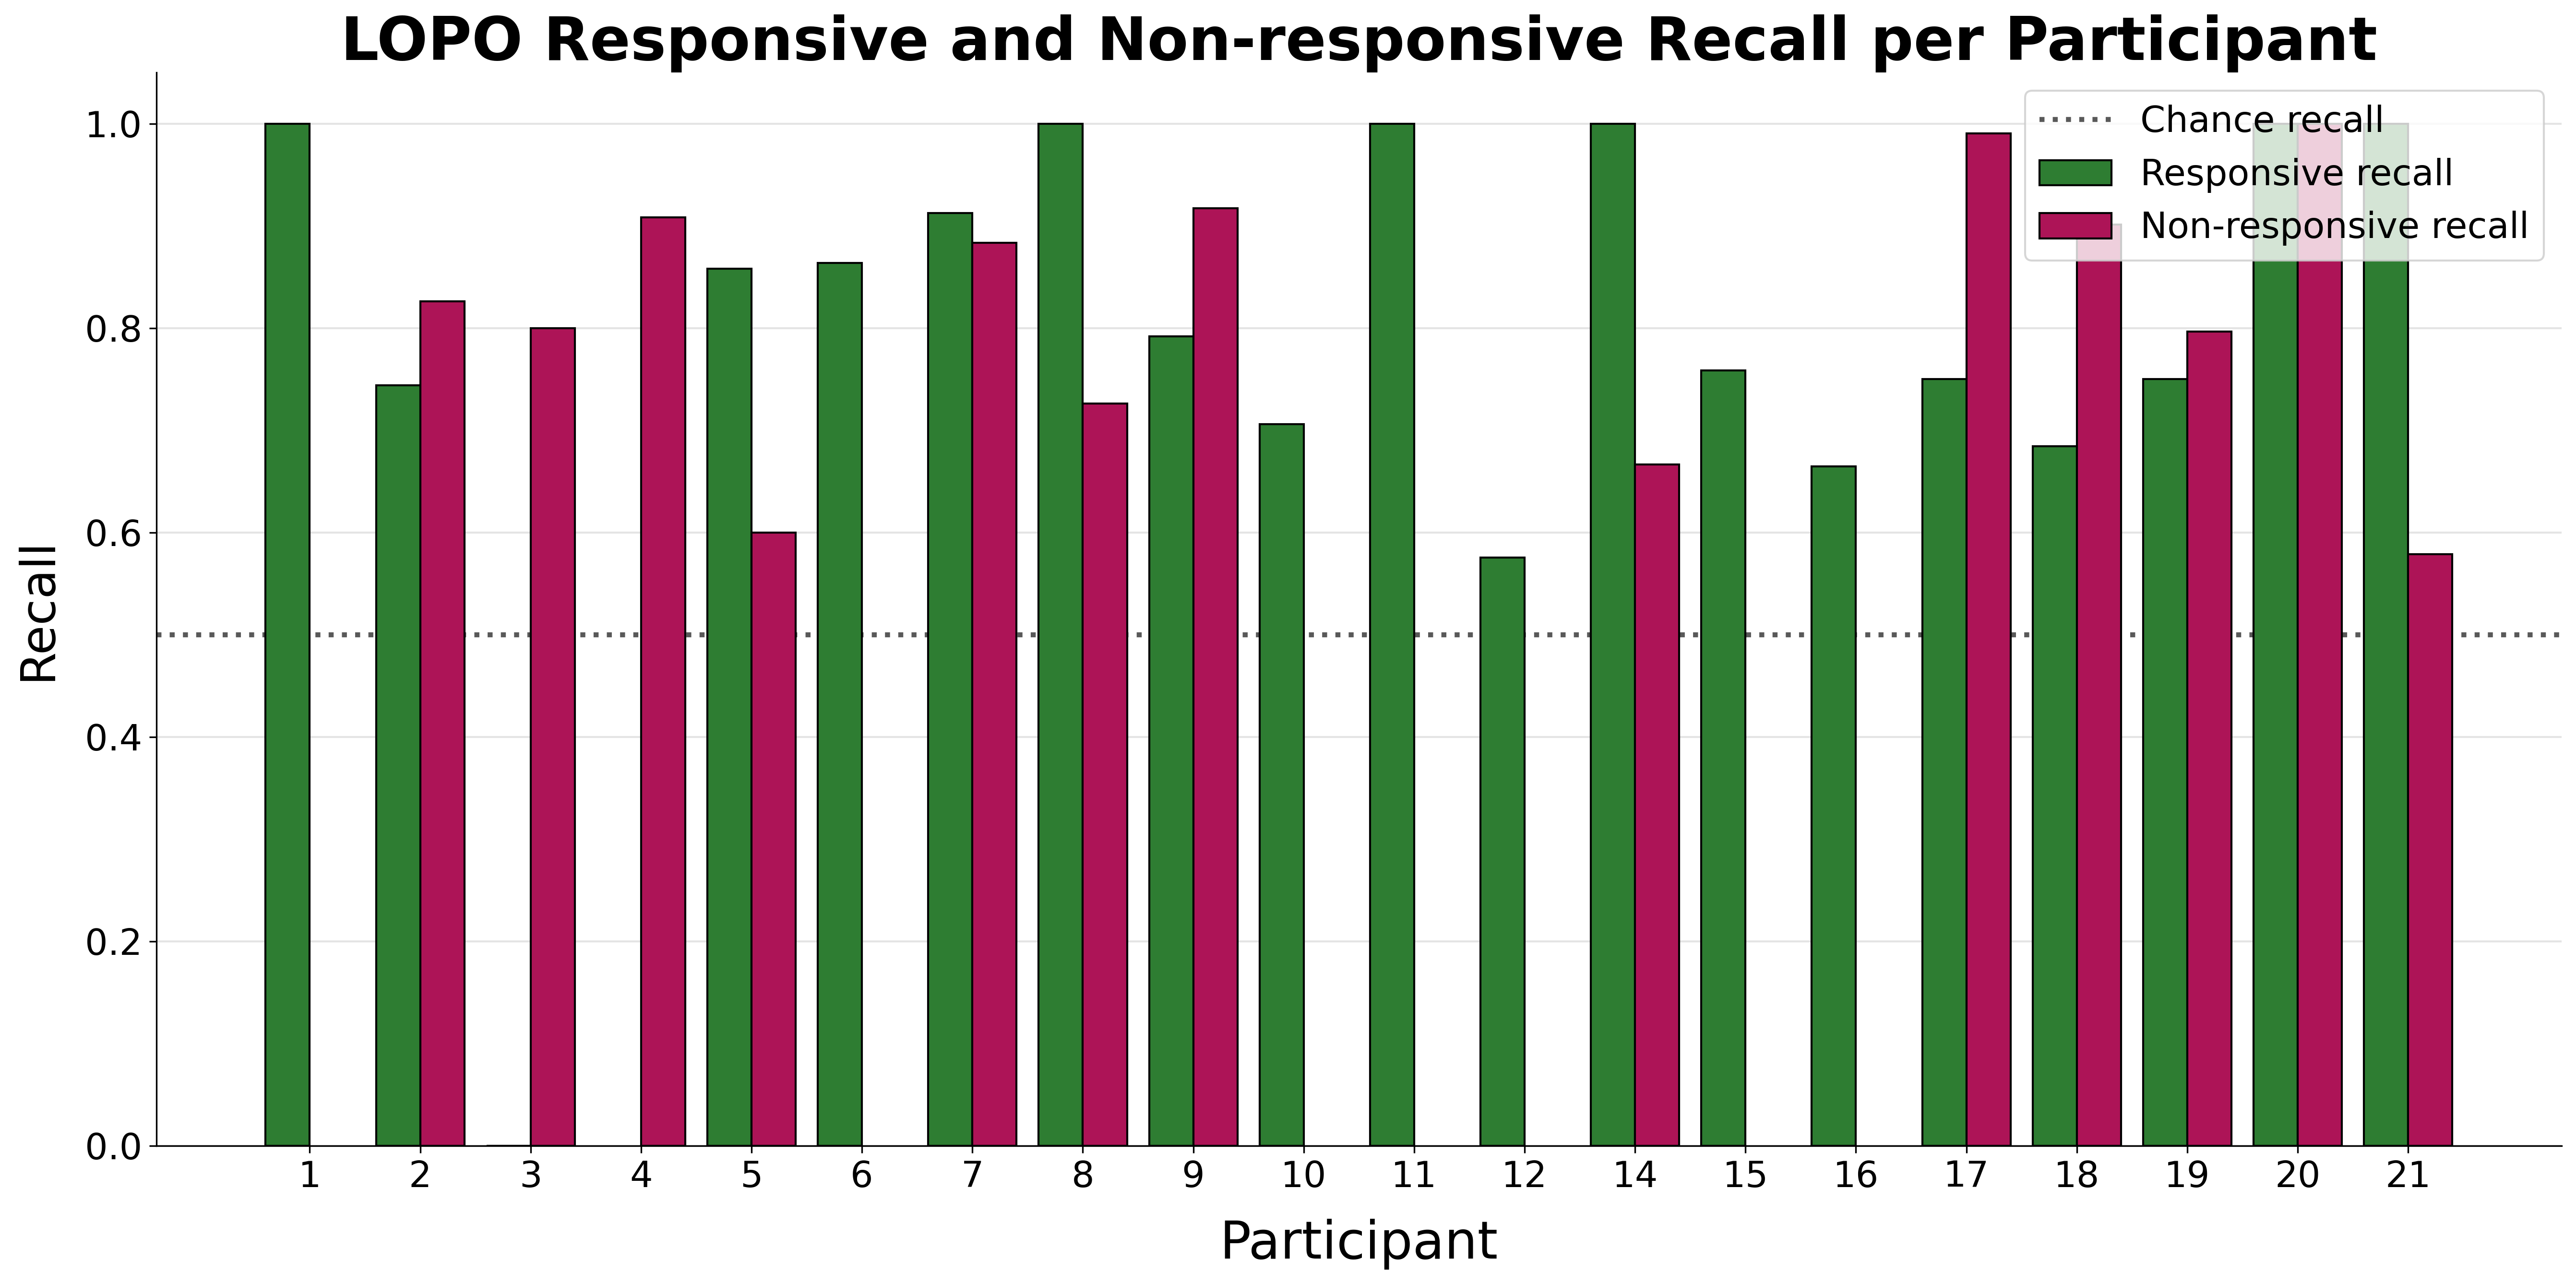 LOPO Responsive and Non-responsive Recall per Participant
Chance recall
Responsive recall
Non-responsive recall
1.0
0.8
0.6
0.4
0.2
0.0
Recall
1 2 3 4 5 6 7 8 9 10 11 12 14 15 16 17 18 19 20 21
Participant